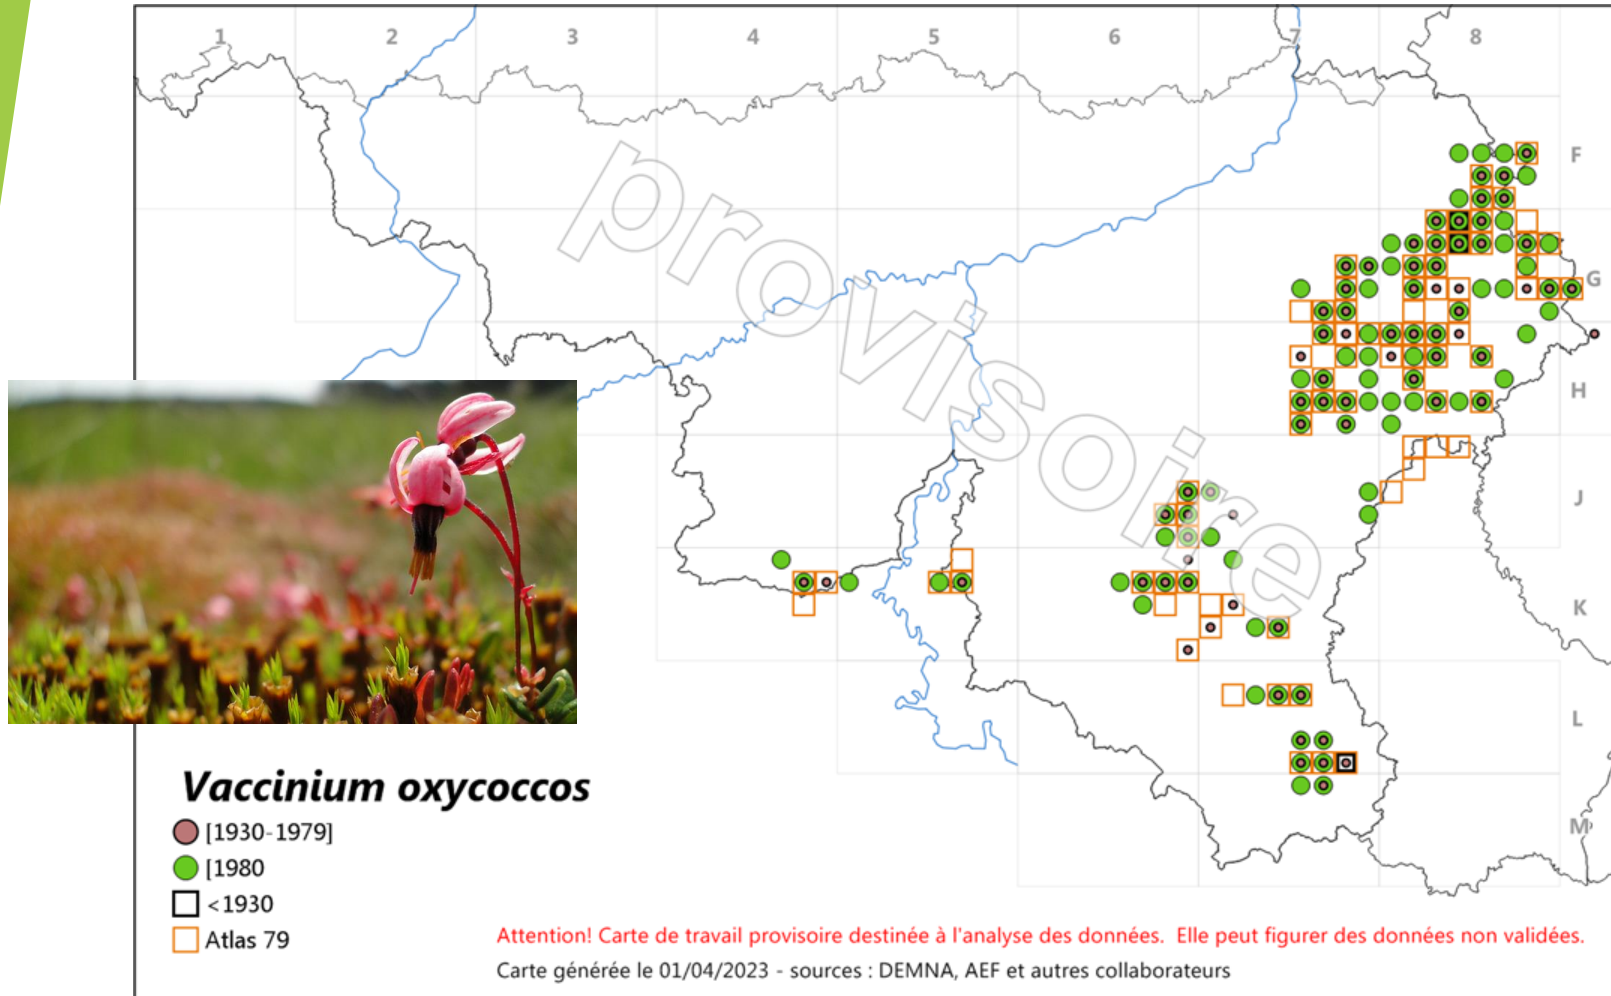 1 2 3 4 5 6 7 8
F
G
H
J
K
L
M
provisoire
Vaccinium oxycoccos
[1930-1979]
[1980
<1930
Atlas 79
Attention! Carte de travail provisoire destinée à l'analyse des données. Elle peut figurer des données non validées.
Carte générée le 01/04/2023 - sources : DEMNA, AEF et autres collaborateurs